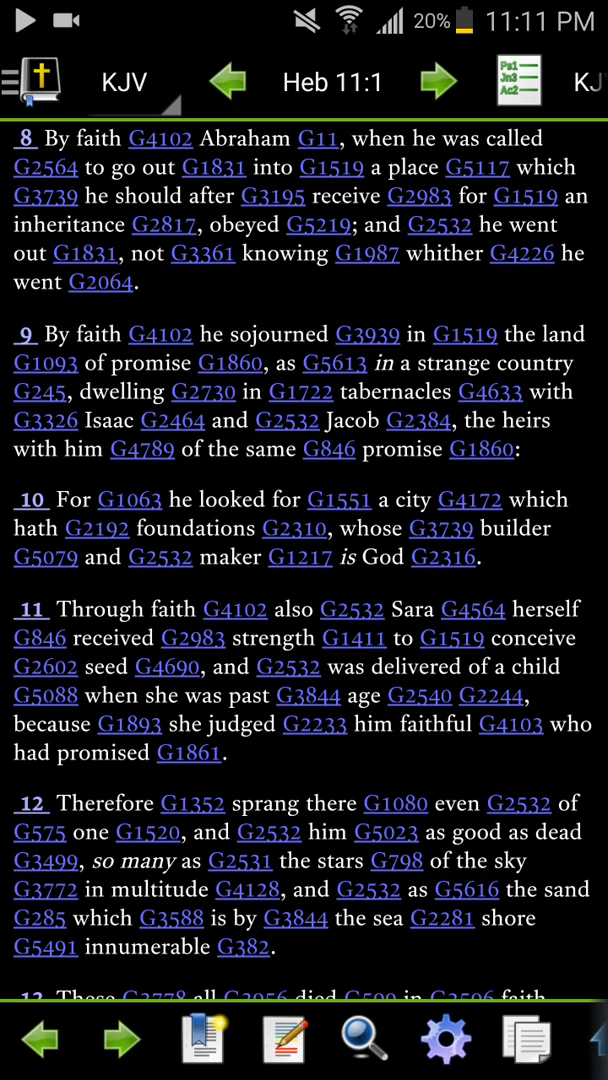 20% 11:11 PM
KJV Heb 11:1 Ps1 Jn3 Ac2 KJ
8 By faith G4102 Abraham G11, when he was called
G2564 to go out G1831 into G1519 a place G5117 which
G3739 he should after G3195 receive G2983 for G1519 an
inheritance G2817, obeyed G5219; and G2532 he went
out G1831, not G3361 knowing G1987 whither G4226 he
went G2064.
9 By faith G4102 he sojourned G3939 in G1519 the land
G1093 of promise G1860, as G5613 in a strange country
G245, dwelling G2730 in G1722 tabernacles G4633 with
G3326 Isaac G2464 and G2532 Jacob G2384, the heirs
with him G4789 of the same G846 promise G1860:
10 For G1063 he looked for G1551 a city G4172 which
hath G2192 foundations G2310, whose G3739 builder
G5079 and G2532 maker G1217 is God G2316.
11 Through faith G4102 also G2532 Sara G4564 herself
G846 received G2983 strength G1411 to G1519 conceive
G2602 seed G4690, and G2532 was delivered of a child
G5088 when she was past G3844 age G2540 G2244,
because G1893 she judged G2233 him faithful G4103 who
had promised G1861.
12 Therefore G1352 sprang there G1080 even G2532 of
G575 one G1520, and G2532 him G5023 as good as dead
G3499, so many as G2531 the stars G798 of the sky
G3772 in multitude G4128, and G2532 as G5616 the sand
G285 which G3588 is by G3844 the sea G2281 shore
G5491 innumerable G382.
13 These G3778 all G3956 died G599 in G2596 faith